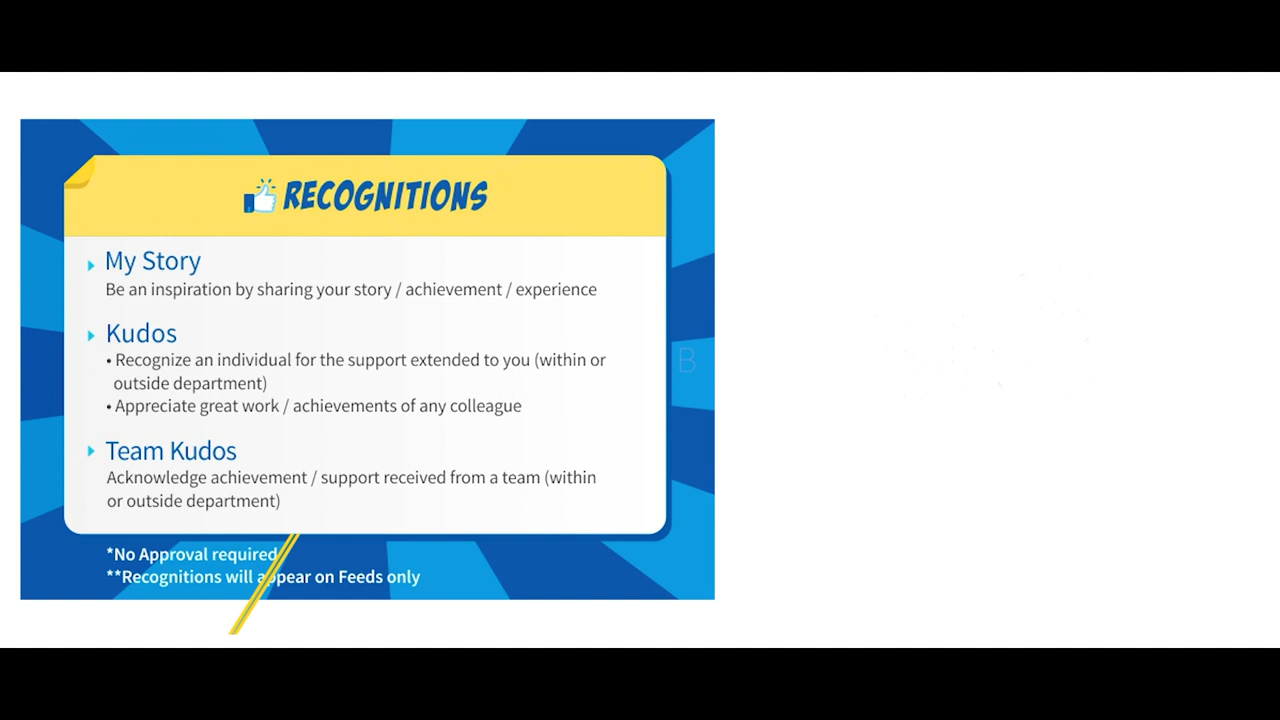 RECOGNITIONS
My Story
Be an inspiration by sharing your story / achievement / experience
Kudos
• Recognize an individual for the support extended to you (within or
outside department)
• Appreciate great work / achievements of any colleague
Team Kudos
Acknowledge achievement / support received from a team (within
or outside department)
*No Approval required
**Recognitions will appear on Feeds only
B